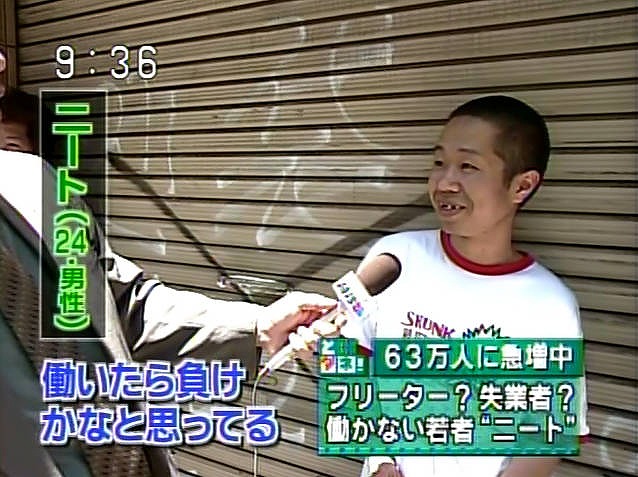 9:36
ニート(24・男性)
SKUNK
63万人に急増中
働いたら負け
かなと思ってる
フリーター?失業者?
働かない若者“ニート”